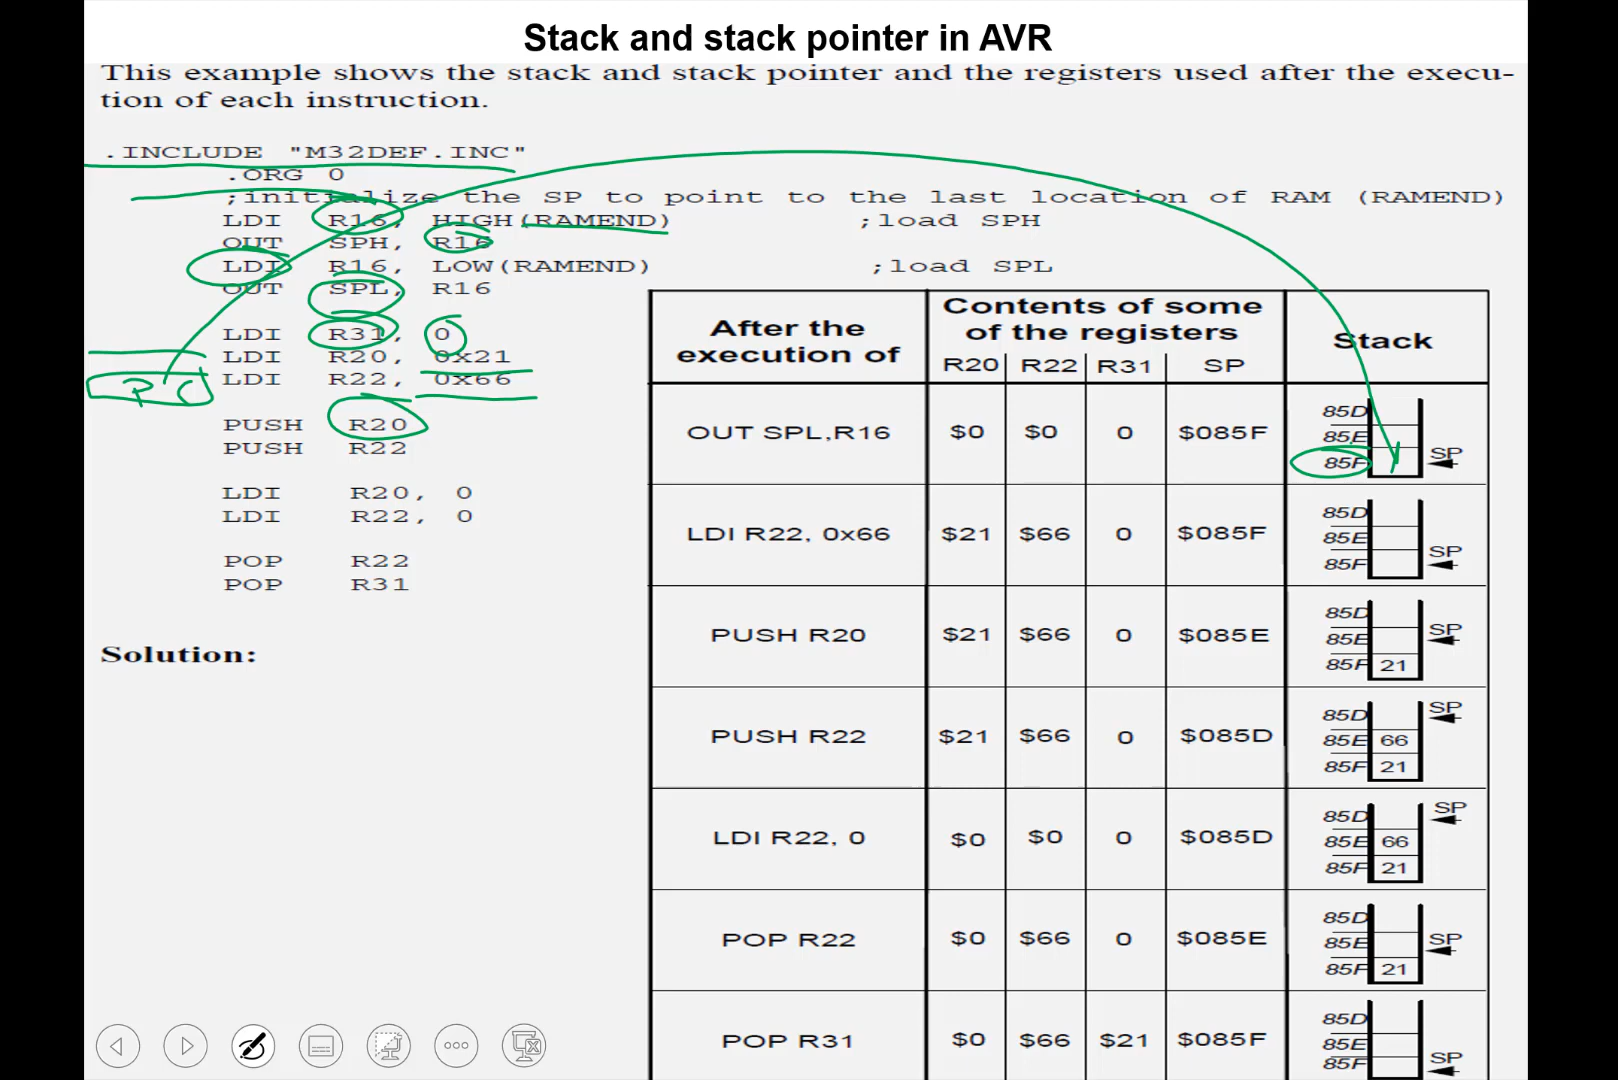 Stack and stack pointer in AVR
This example shows the stack and stack pointer and the registers used after the execu-
tion of each instruction.
.INCLUDE "M32DEF.INC"
.ORG 0
;initialize the SP to point to the last location of RAM (RAMEND)
LDI R16, HIGH(RAMEND) ;load SPH
OUT SPH, R16
LDI R16, LOW(RAMEND) ;load SPL
OUT SPL, R16
LDI R31, 0
LDI R20, 0x21
LDI R22, 0x66
PC
PUSH R20
PUSH R22
LDI R20, 0
LDI R22, 0
POP R22
POP R31
Solution:
After the execution of Contents of some of the registers Stack
R20 R22 R31 SP
OUT SPL,R16 $0 $0 0 $085F 85D 85E 85F SP
LDI R22, 0x66 $21 $66 0 $085F 85D 85E 85F SP
PUSH R20 $21 $66 0 $085E 85D 85E SP 85F 21
PUSH R22 $21 $66 0 $085D 85D SP 85E 66 85F 21
LDI R22, 0 $0 $0 0 $085D 85D SP 85E 66 85F 21
POP R22 $0 $66 0 $085E 85D 85E SP 85F 21
POP R31 $0 $66 $21 $085F 85D 85E 85F SP